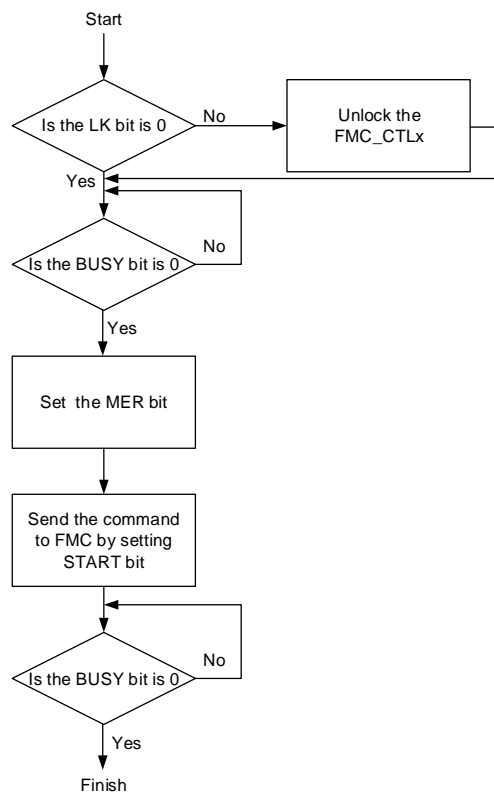 Start
Is the LK bit is 0
No
Unlock the
FMC_CTLx
Yes
Is the BUSY bit is 0
No
Yes
Set the MER bit
Send the command
to FMC by setting
START bit
Is the BUSY bit is 0
No
Yes
Finish